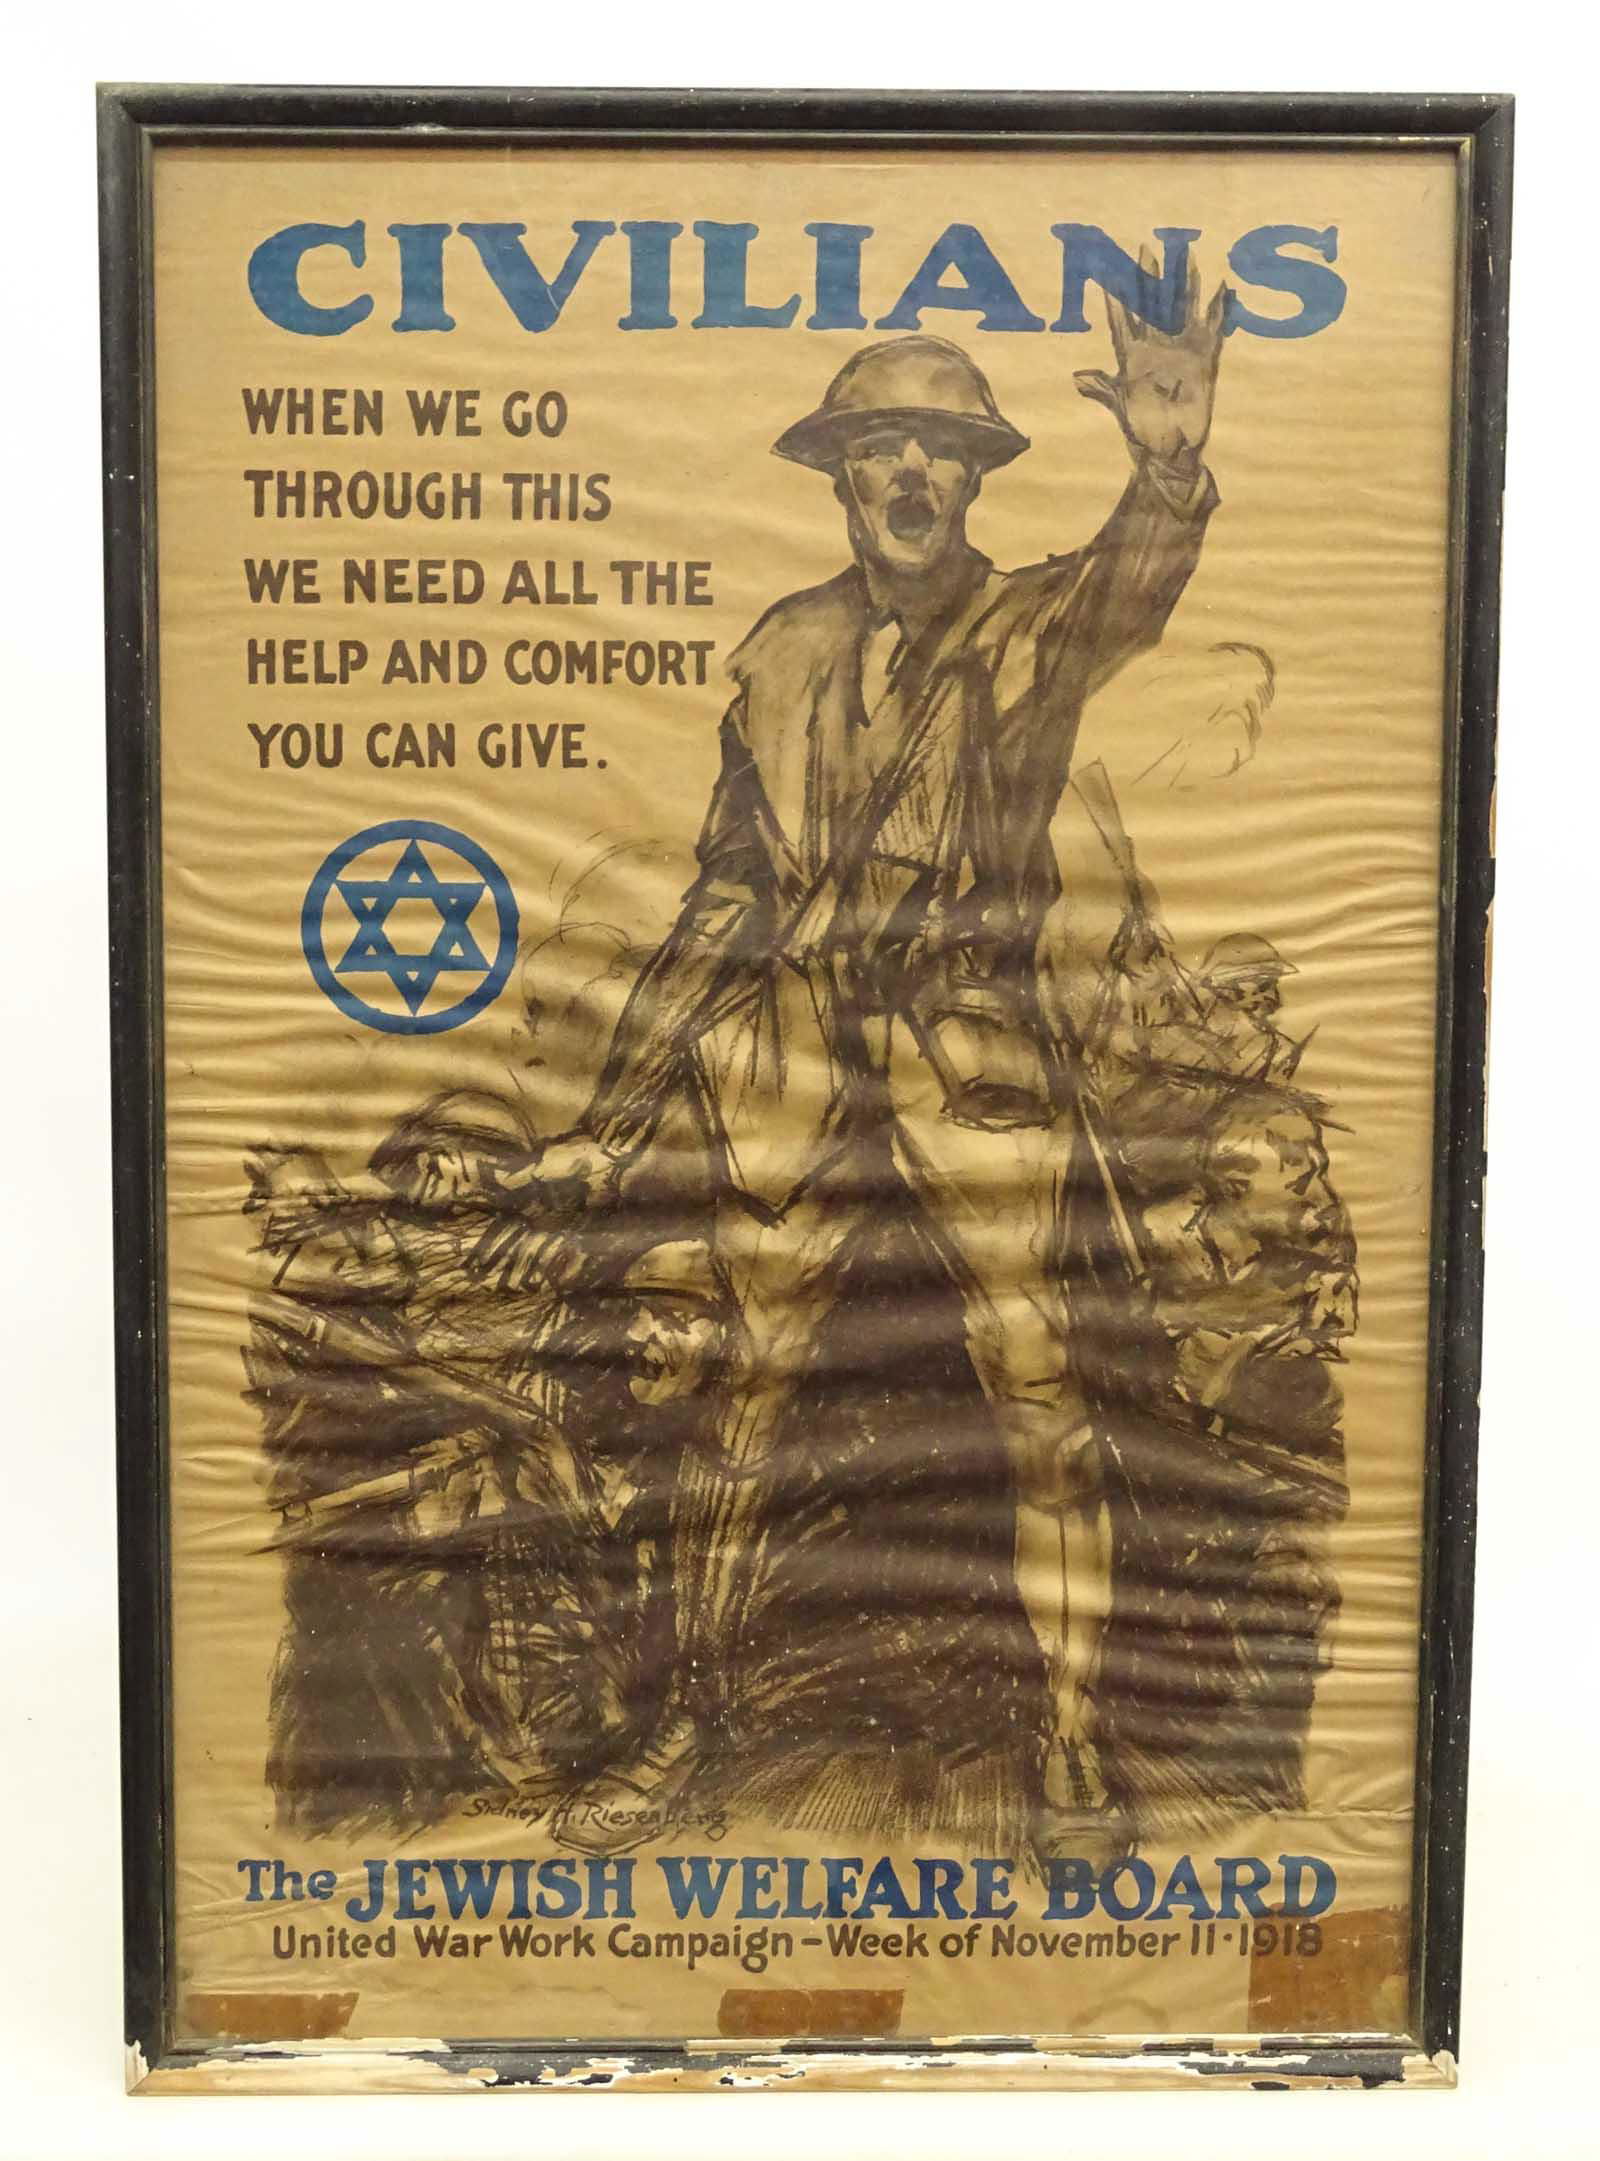 CIVILIANS
WHEN WE GO
THROUGH THIS
WE NEED ALL THE
HELP AND COMFORT
YOU CAN GIVE.
Sidney H. Riesenberg
The JEWISH WELFARE BOARD
United War Work Campaign - Week of November 11 · 1918